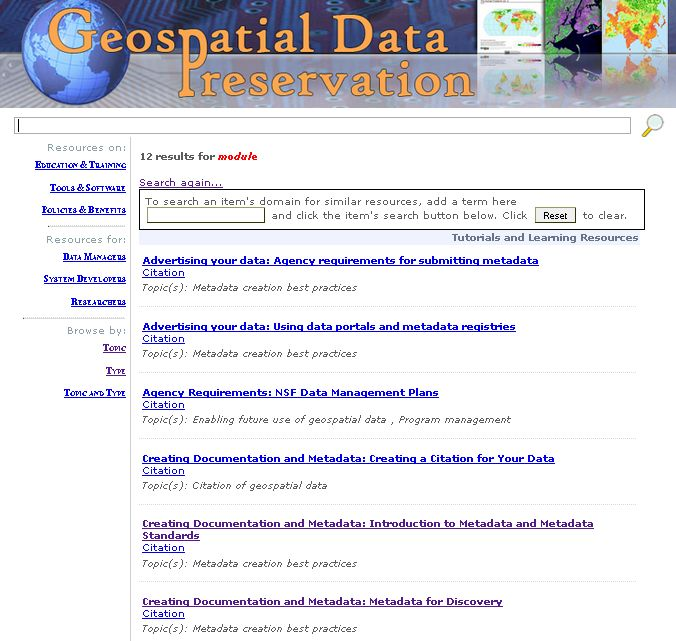 Geospatial Data
Preservation
Resources on:
Education & Training
Tools & Software
Policies & Benefits
Resources for:
Data Managers
System Developers
Researchers
Browse by:
Topic
Type
Topic and Type
12 results for module
Search again...
To search an item's domain for similar resources, add a term here
and click the item's search button below. Click Reset to clear.
Tutorials and Learning Resources
Advertising your data: Agency requirements for submitting metadata
Citation
Topic(s): Metadata creation best practices
Advertising your data: Using data portals and metadata registries
Citation
Topic(s): Metadata creation best practices
Agency Requirements: NSF Data Management Plans
Citation
Topic(s): Enabling future use of geospatial data , Program management
Creating Documentation and Metadata: Creating a Citation for Your Data
Citation
Topic(s): Citation of geospatial data
Creating Documentation and Metadata: Introduction to Metadata and Metadata
Standards
Citation
Topic(s): Metadata creation best practices
Creating Documentation and Metadata: Metadata for Discovery
Citation
Topic(s): Metadata creation best practices